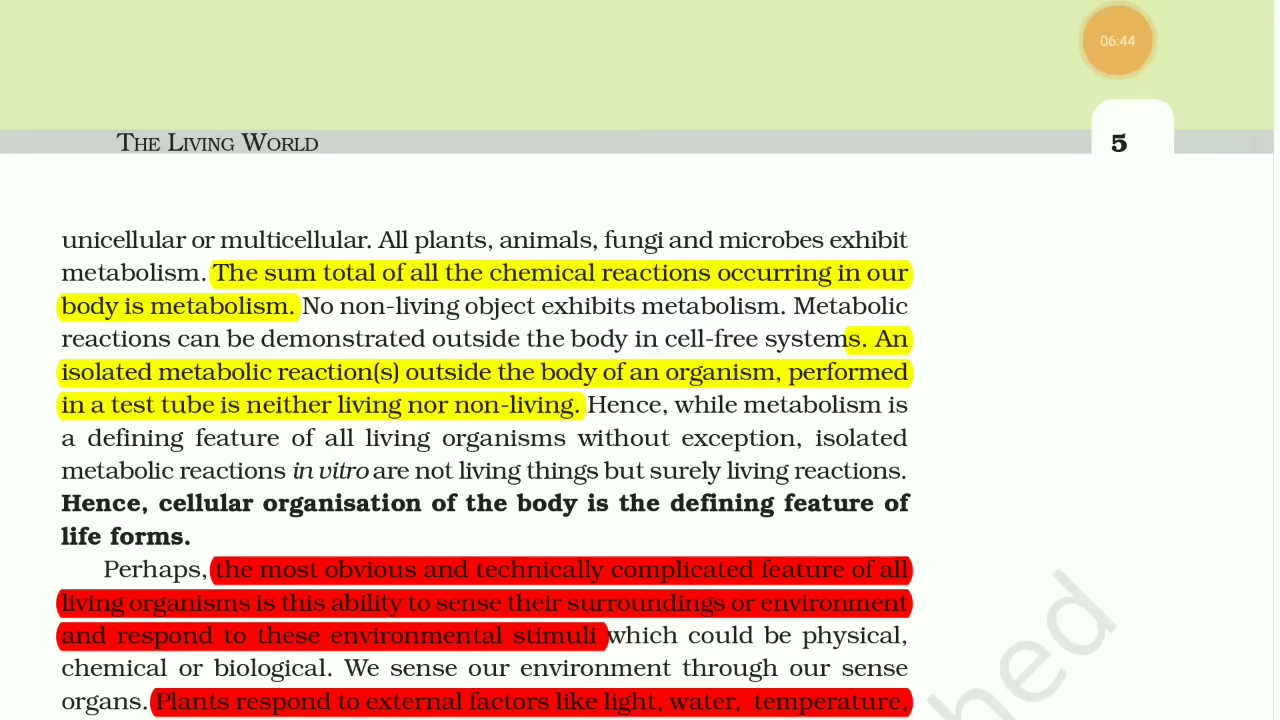 06:44
THE LIVING WORLD
5
unicellular or multicellular. All plants, animals, fungi and microbes exhibit
metabolism. The sum total of all the chemical reactions occurring in our
body is metabolism. No non-living object exhibits metabolism. Metabolic
reactions can be demonstrated outside the body in cell-free systems. An
isolated metabolic reaction(s) outside the body of an organism, performed
in a test tube is neither living nor non-living. Hence, while metabolism is
a defining feature of all living organisms without exception, isolated
metabolic reactions in vitro are not living things but surely living reactions.
Hence, cellular organisation of the body is the defining feature of
life forms.
Perhaps, the most obvious and technically complicated feature of all
living organisms is this ability to sense their surroundings or environment
and respond to these environmental stimuli which could be physical,
chemical or biological. We sense our environment through our sense
organs. Plants respond to external factors like light, water, temperature,
hed